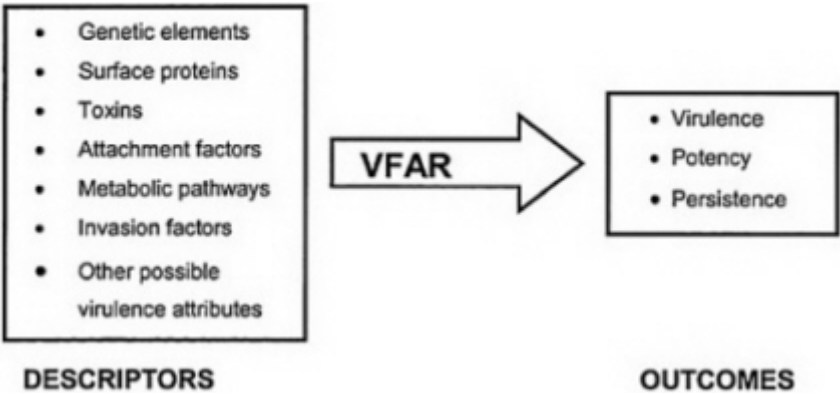 • Genetic elements
• Surface proteins
• Toxins
• Attachment factors
• Metabolic pathways
• Invasion factors
• Other possible
virulence attributes
DESCRIPTORS
VFAR
• Virulence
• Potency
• Persistence
OUTCOMES